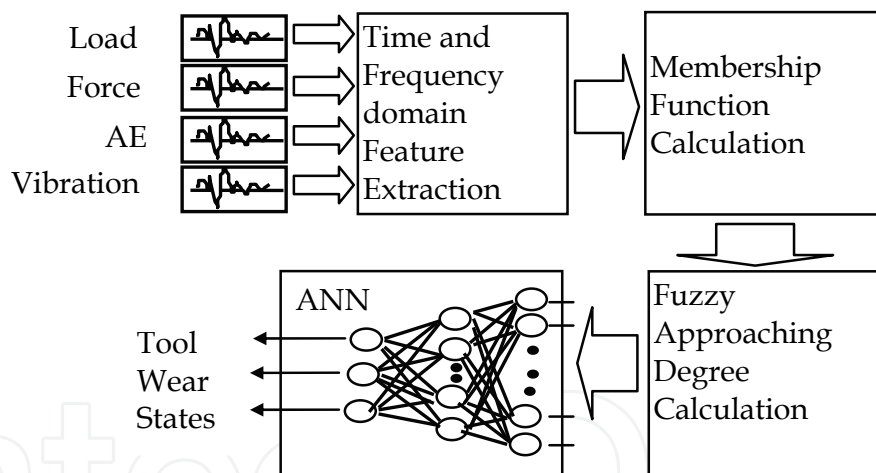 Load
Force
AE
Vibration
Time and
Frequency
domain
Feature
Extraction
Membership
Function
Calculation
Fuzzy
Approaching
Degree
Calculation
ANN
Tool
Wear
States